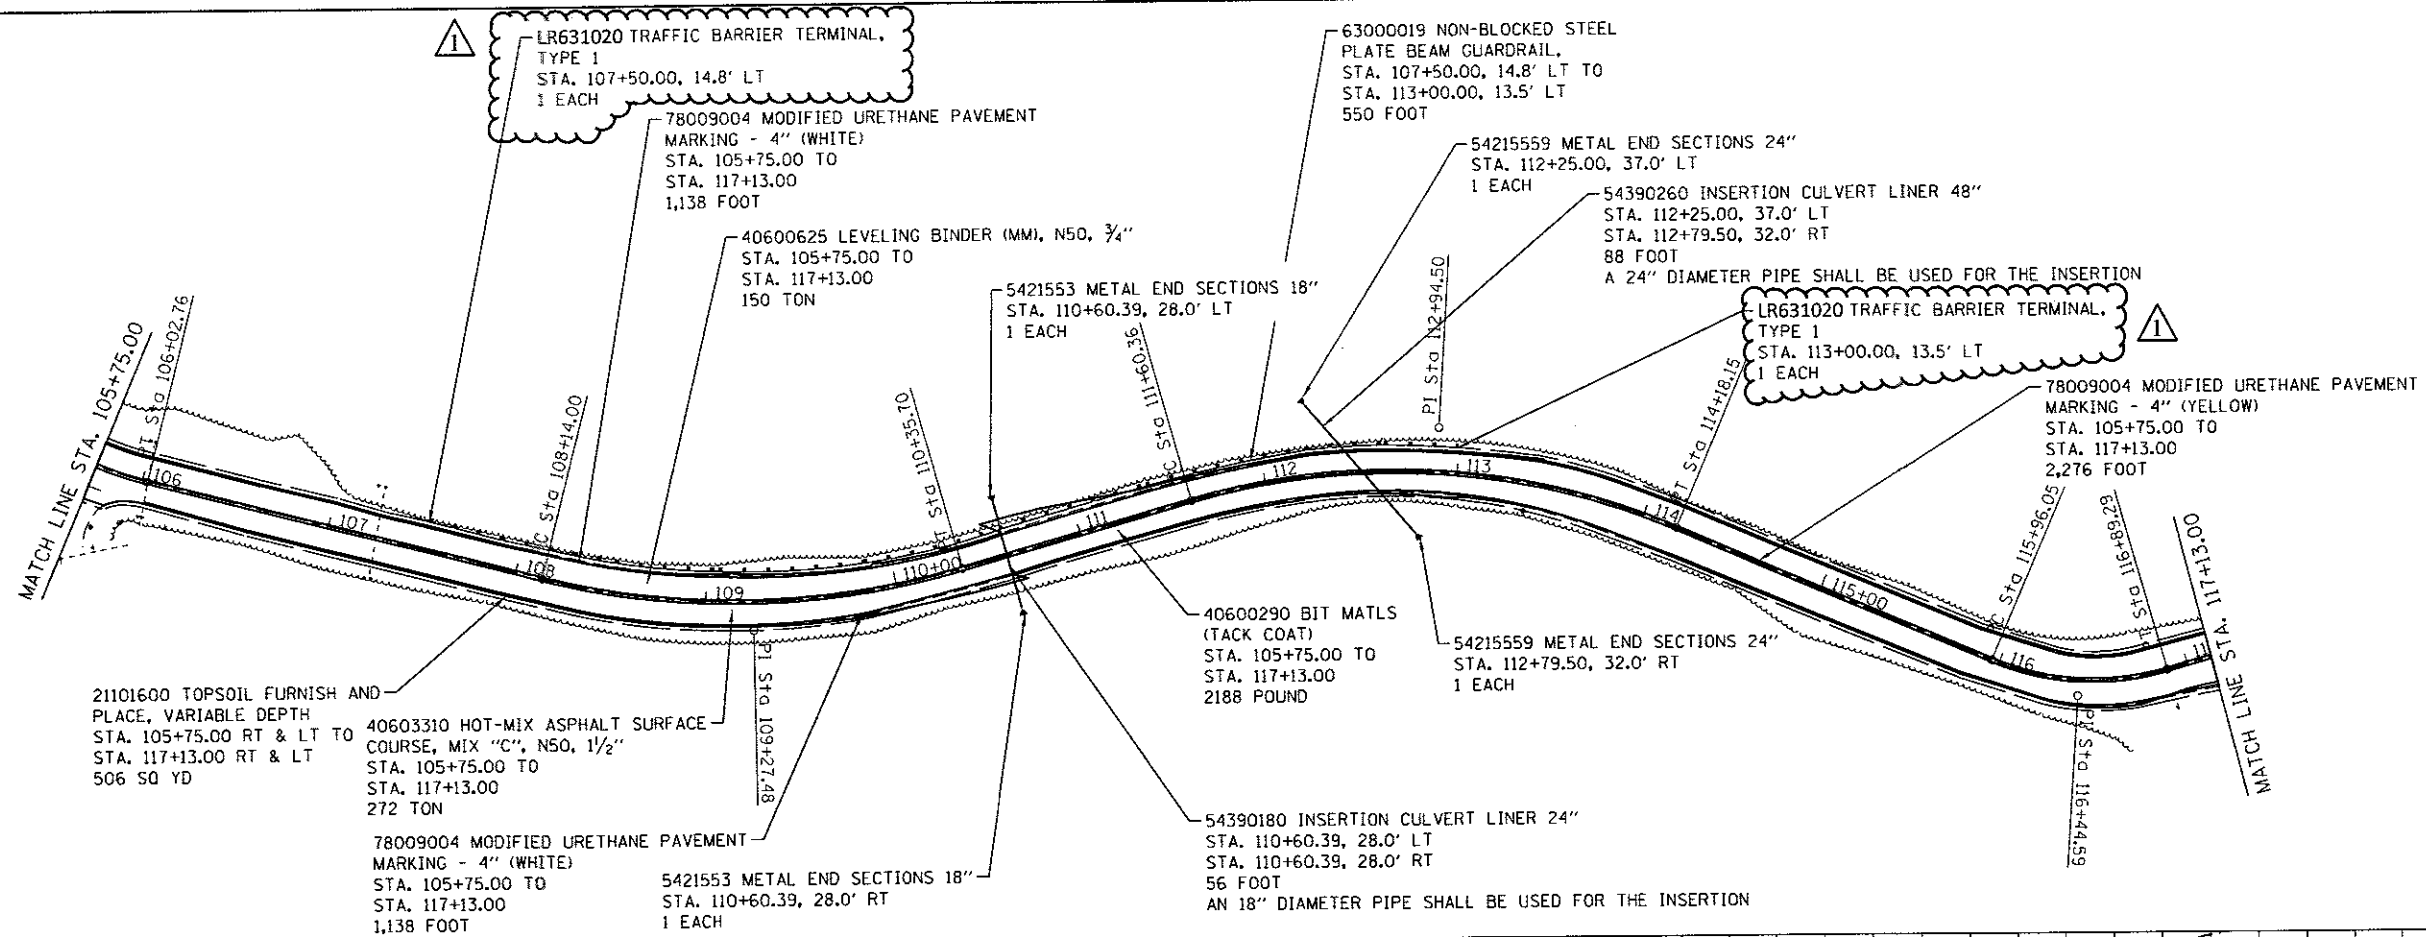 1
LR631020 TRAFFIC BARRIER TERMINAL,
TYPE 1
STA. 107+50.00, 14.8' LT
1 EACH
78009004 MODIFIED URETHANE PAVEMENT
MARKING - 4" (WHITE)
STA. 105+75.00 TO
STA. 117+13.00
1,138 FOOT
40600625 LEVELING BINDER (MM), N50, 3/4"
STA. 105+75.00 TO
STA. 117+13.00
150 TON
5421553 METAL END SECTIONS 18"
STA. 110+60.39, 28.0' LT
1 EACH
63000019 NON-BLOCKED STEEL
PLATE BEAM GUARDRAIL,
STA. 107+50.00, 14.8' LT TO
STA. 113+00.00, 13.5' LT
550 FOOT
54215559 METAL END SECTIONS 24"
STA. 112+25.00, 37.0' LT
1 EACH
54390260 INSERTION CULVERT LINER 48"
STA. 112+25.00, 37.0' LT
STA. 112+79.50, 32.0' RT
88 FOOT
A 24" DIAMETER PIPE SHALL BE USED FOR THE INSERTION
LR631020 TRAFFIC BARRIER TERMINAL,
TYPE 1
STA. 113+00.00, 13.5' LT
1 EACH
1
78009004 MODIFIED URETHANE PAVEMENT
MARKING - 4" (YELLOW)
STA. 105+75.00 TO
STA. 117+13.00
2,276 FOOT
MATCH LINE STA. 105+75.00
Sta 106+02.76
Sta 108+14.00
Sta 110+35.70
Sta 111+60.36
PI Sta 112+94.50
Sta 114+18.15
Sta 115+96.05
Sta 116+89.29
MATCH LINE STA. 117+13.00
106
107
108
109
110+00
111
112
113
114
115+00
116
PI Sta 109+27.48
PI Sta 116+44.59
21101600 TOPSOIL FURNISH AND
PLACE, VARIABLE DEPTH
STA. 105+75.00 RT & LT TO
STA. 117+13.00 RT & LT
506 SQ YD
40603310 HOT-MIX ASPHALT SURFACE
COURSE, MIX "C", N50, 1 1/2"
STA. 105+75.00 TO
STA. 117+13.00
272 TON
78009004 MODIFIED URETHANE PAVEMENT
MARKING - 4" (WHITE)
STA. 105+75.00 TO
STA. 117+13.00
1,138 FOOT
5421553 METAL END SECTIONS 18"
STA. 110+60.39, 28.0' RT
1 EACH
40600290 BIT MATLS
(TACK COAT)
STA. 105+75.00 TO
STA. 117+13.00
2188 POUND
54215559 METAL END SECTIONS 24"
STA. 112+79.50, 32.0' RT
1 EACH
54390180 INSERTION CULVERT LINER 24"
STA. 110+60.39, 28.0' LT
STA. 110+60.39, 28.0' RT
56 FOOT
AN 18" DIAMETER PIPE SHALL BE USED FOR THE INSERTION